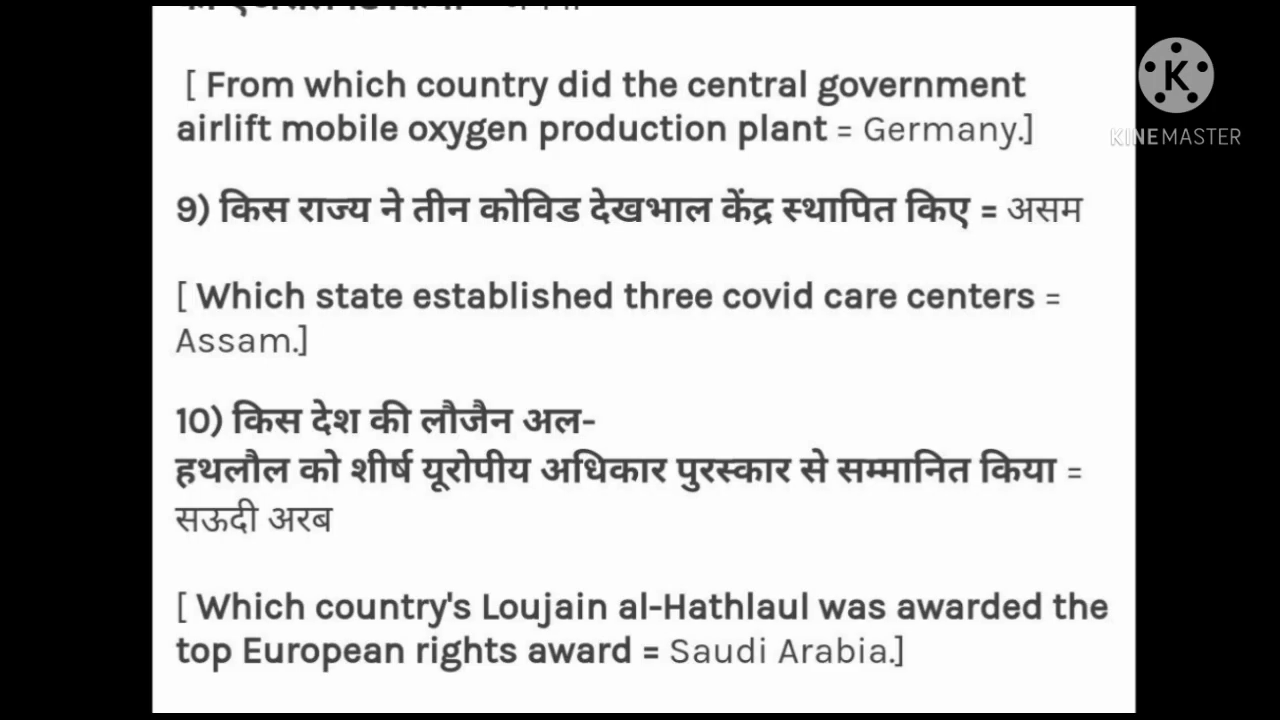 [ From which country did the central government
airlift mobile oxygen production plant = Germany.]
K
KINEMASTER
9) किस राज्य ने तीन कोविड देखभाल केंद्र स्थापित किए = असम
[ Which state established three covid care centers =
Assam.]
10) किस देश की लौजैन अल-
हथलौल को शीर्ष यूरोपीय अधिकार पुरस्कार से सम्मानित किया =
सऊदी अरब
[ Which country's Loujain al-Hathlaul was awarded the
top European rights award = Saudi Arabia.]